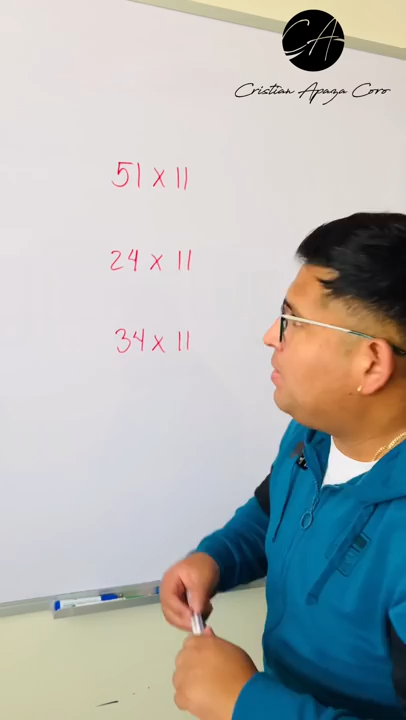 CA
Cristian Apaza Coro
51 x 11
24 x 11
34 x 11